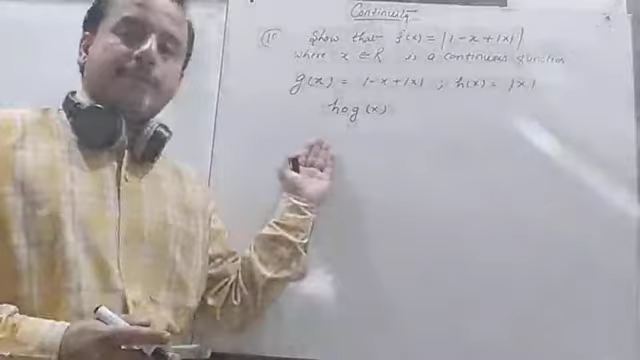 Continuity
Show that f(x) = |1-x+|x||
where x ∈ R is a continuous function
g(x) = 1-x+|x| ; h(x) = |x|
hog(x)